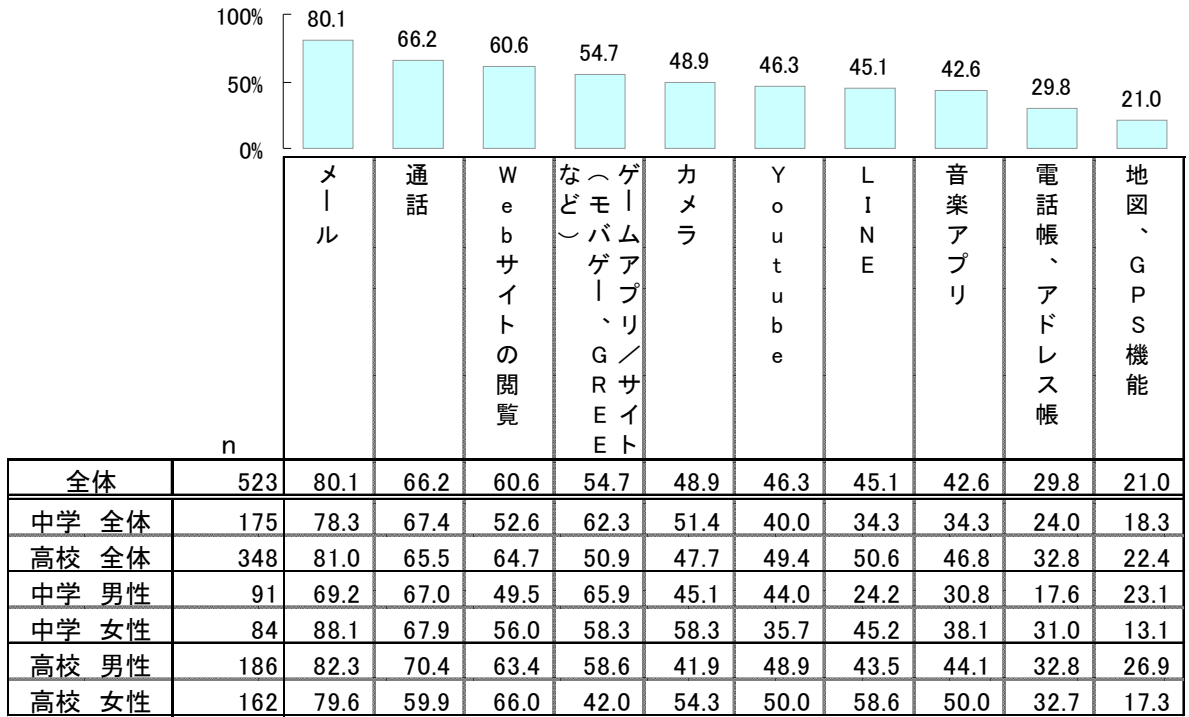 100%
50%
0%
80.1 66.2 60.6 54.7 48.9 46.3 45.1 42.6 29.8 21.0
メール
通話
Webサイトの閲覧
ゲームアプリ／サイト
（モバゲー、GREE
など）
カメラ
Youtube
LINE
音楽アプリ
電話帳、アドレス帳
地図、GPS機能
n
全体 523 80.1 66.2 60.6 54.7 48.9 46.3 45.1 42.6 29.8 21.0
中学 全体 175 78.3 67.4 52.6 62.3 51.4 40.0 34.3 34.3 24.0 18.3
高校 全体 348 81.0 65.5 64.7 50.9 47.7 49.4 50.6 46.8 32.8 22.4
中学 男性 91 69.2 67.0 49.5 65.9 45.1 44.0 24.2 30.8 17.6 23.1
中学 女性 84 88.1 67.9 56.0 58.3 58.3 35.7 45.2 38.1 31.0 13.1
高校 男性 186 82.3 70.4 63.4 58.6 41.9 48.9 43.5 44.1 32.8 26.9
高校 女性 162 79.6 59.9 66.0 42.0 54.3 50.0 58.6 50.0 32.7 17.3